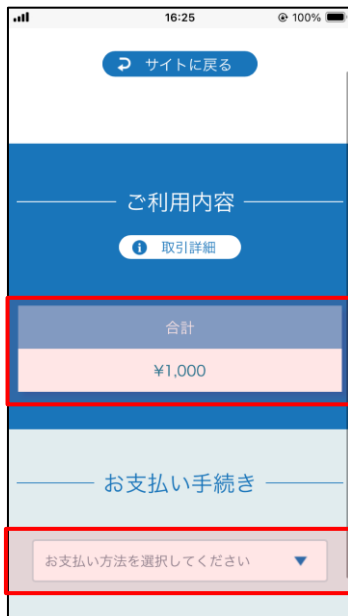 16:25
100%
サイトに戻る
ご利用内容
取引詳細
合計
¥1,000
お支払い手続き
お支払い方法を選択してください